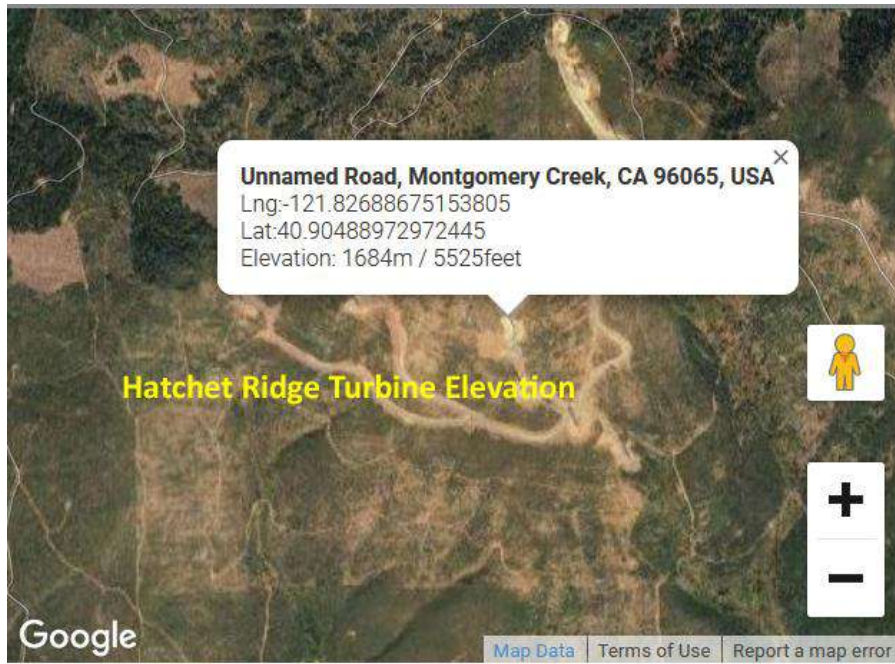 Unnamed Road, Montgomery Creek, CA 96065, USA
Lng:-121.82688675153805
Lat:40.90488972972445
Elevation: 1684m / 5525feet
Hatchet Ridge Turbine Elevation
Google
Map Data Terms of Use Report a map error